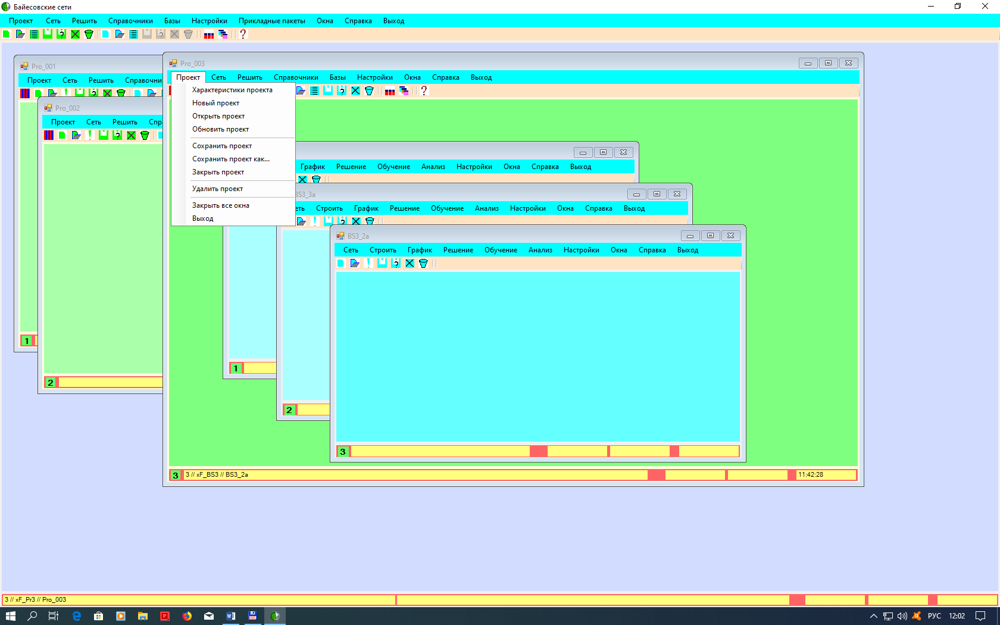 Байесовские сети
Проект Сеть Решить Справочники Базы Настройки Прикладные пакеты Окна Справка Выход
Pro_001
Проект Сеть Решить
Pro_003
Проект Сеть Решить Справочники Базы Настройки Окна Справка Выход
Характеристики проекта
Новый проект
Открыть проект
Обновить проект
Сохранить проект
Сохранить проект как...
Закрыть проект
Удалить проект
Закрыть все окна
Выход
Pro_002
Проект Сеть Решить
График Решение Обучение Анализ Настройки Окна Справка Выход
Строить График Решение Обучение Анализ Настройки Окна Справка Выход
BS3_2a
Сеть Строить График Решение Обучение Анализ Настройки Окна Справка Выход
1
2
1
2
3
3 3 // xF_BS3 // BS3_2a 11:42:28
3 // xF_Pr3 // Pro_003
РУС 12:02